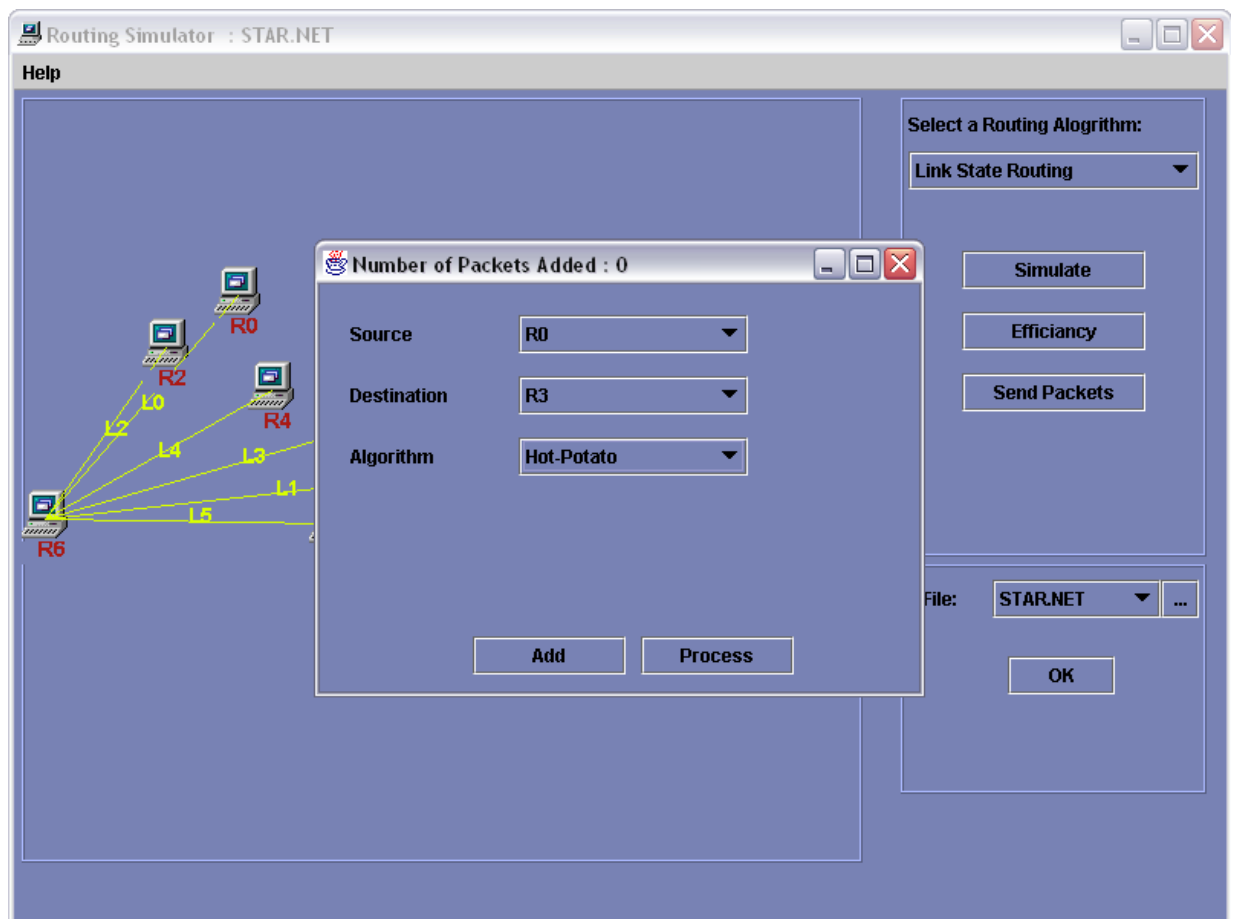 Routing Simulator : STAR.NET
Help
Select a Routing Alogrithm:
Link State Routing
Simulate
Efficiancy
Send Packets
Number of Packets Added : 0
Source R0
Destination R3
Algorithm Hot-Potato
Add Process
R0
R2
R4
L0
L2
L4
L3
L1
L5
R6
File: STAR.NET ...
OK